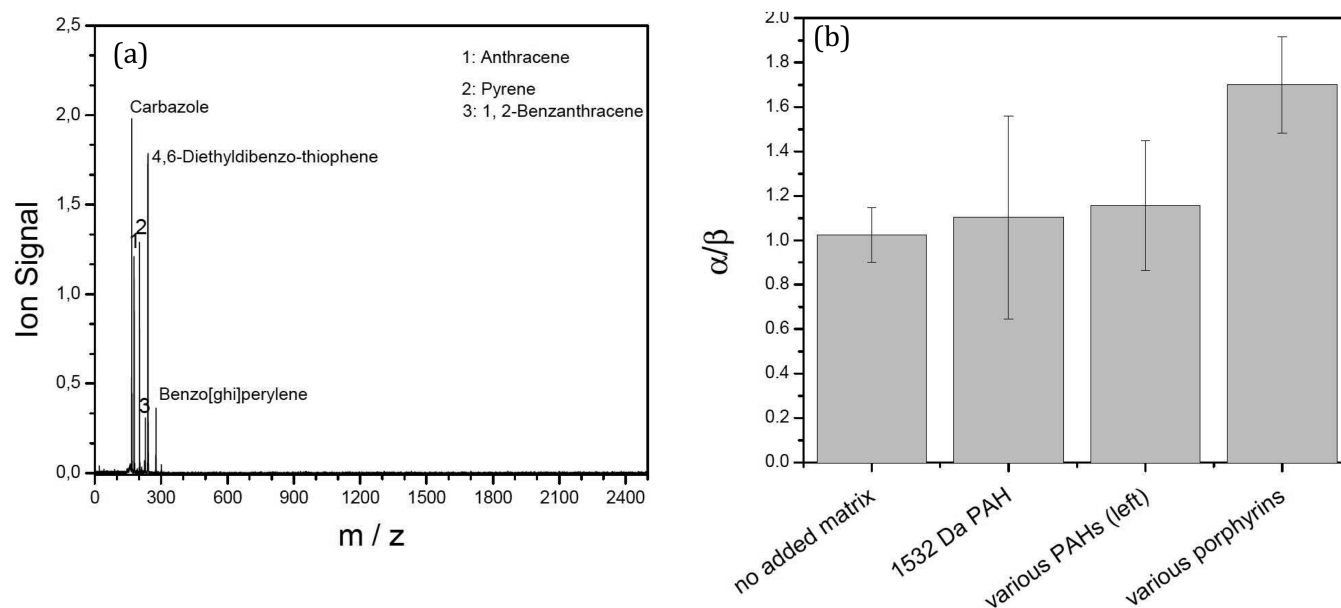 (a)
1: Anthracene
2: Pyrene
3: 1, 2-Benzanthracene
Carbazole
4,6-Diethyldibenzo-thiophene
1
2
3
Benzo[ghi]perylene
2,5
2,0
1,5
1,0
0,5
0,0
Ion Signal
0 300 600 900 1200 1500 1800 2100 2400
m / z
(b)
2.0
1.8
1.6
1.4
1.2
1.0
0.8
0.6
0.4
0.2
0.0
α/β
no added matrix
1532 Da PAH
various PAHs (left)
various porphyrins